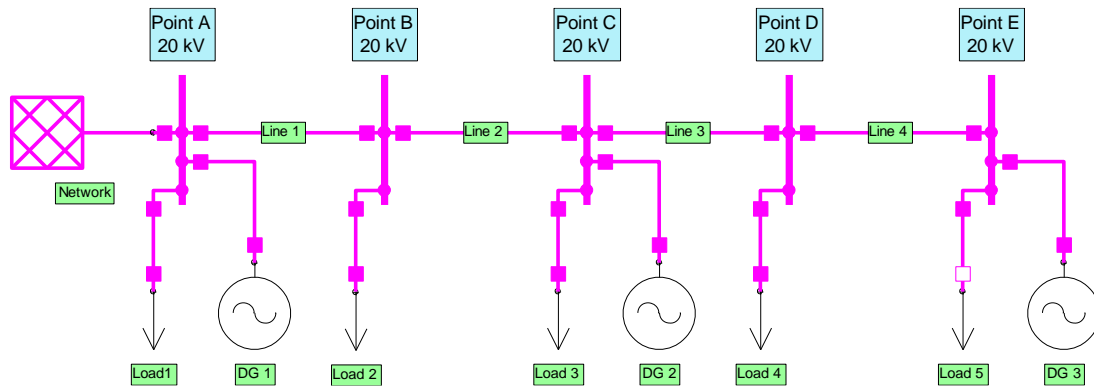 Point A
20 kV
Point B
20 kV
Point C
20 kV
Point D
20 kV
Point E
20 kV
Line 1
Line 2
Line 3
Line 4
Network
Load1
DG 1
Load 2
Load 3
DG 2
Load 4
Load 5
DG 3